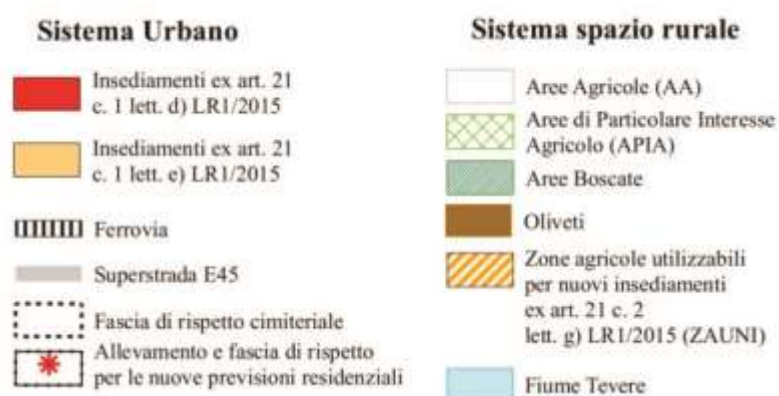 Sistema Urbano
Insediamenti ex art. 21
c. 1 lett. d) LR1/2015
Insediamenti ex art. 21
c. 1 lett. e) LR1/2015
Ferrovia
Superstrada E45
Fascia di rispetto cimiteriale
Allevamento e fascia di rispetto
per le nuove previsioni residenziali
Sistema spazio rurale
Aree Agricole (AA)
Aree di Particolare Interesse
Agricolo (APIA)
Aree Boscate
Oliveti
Zone agricole utilizzabili
per nuovi insediamenti
ex art. 21 c. 2
lett. g) LR1/2015 (ZAUNI)
Fiume Tevere